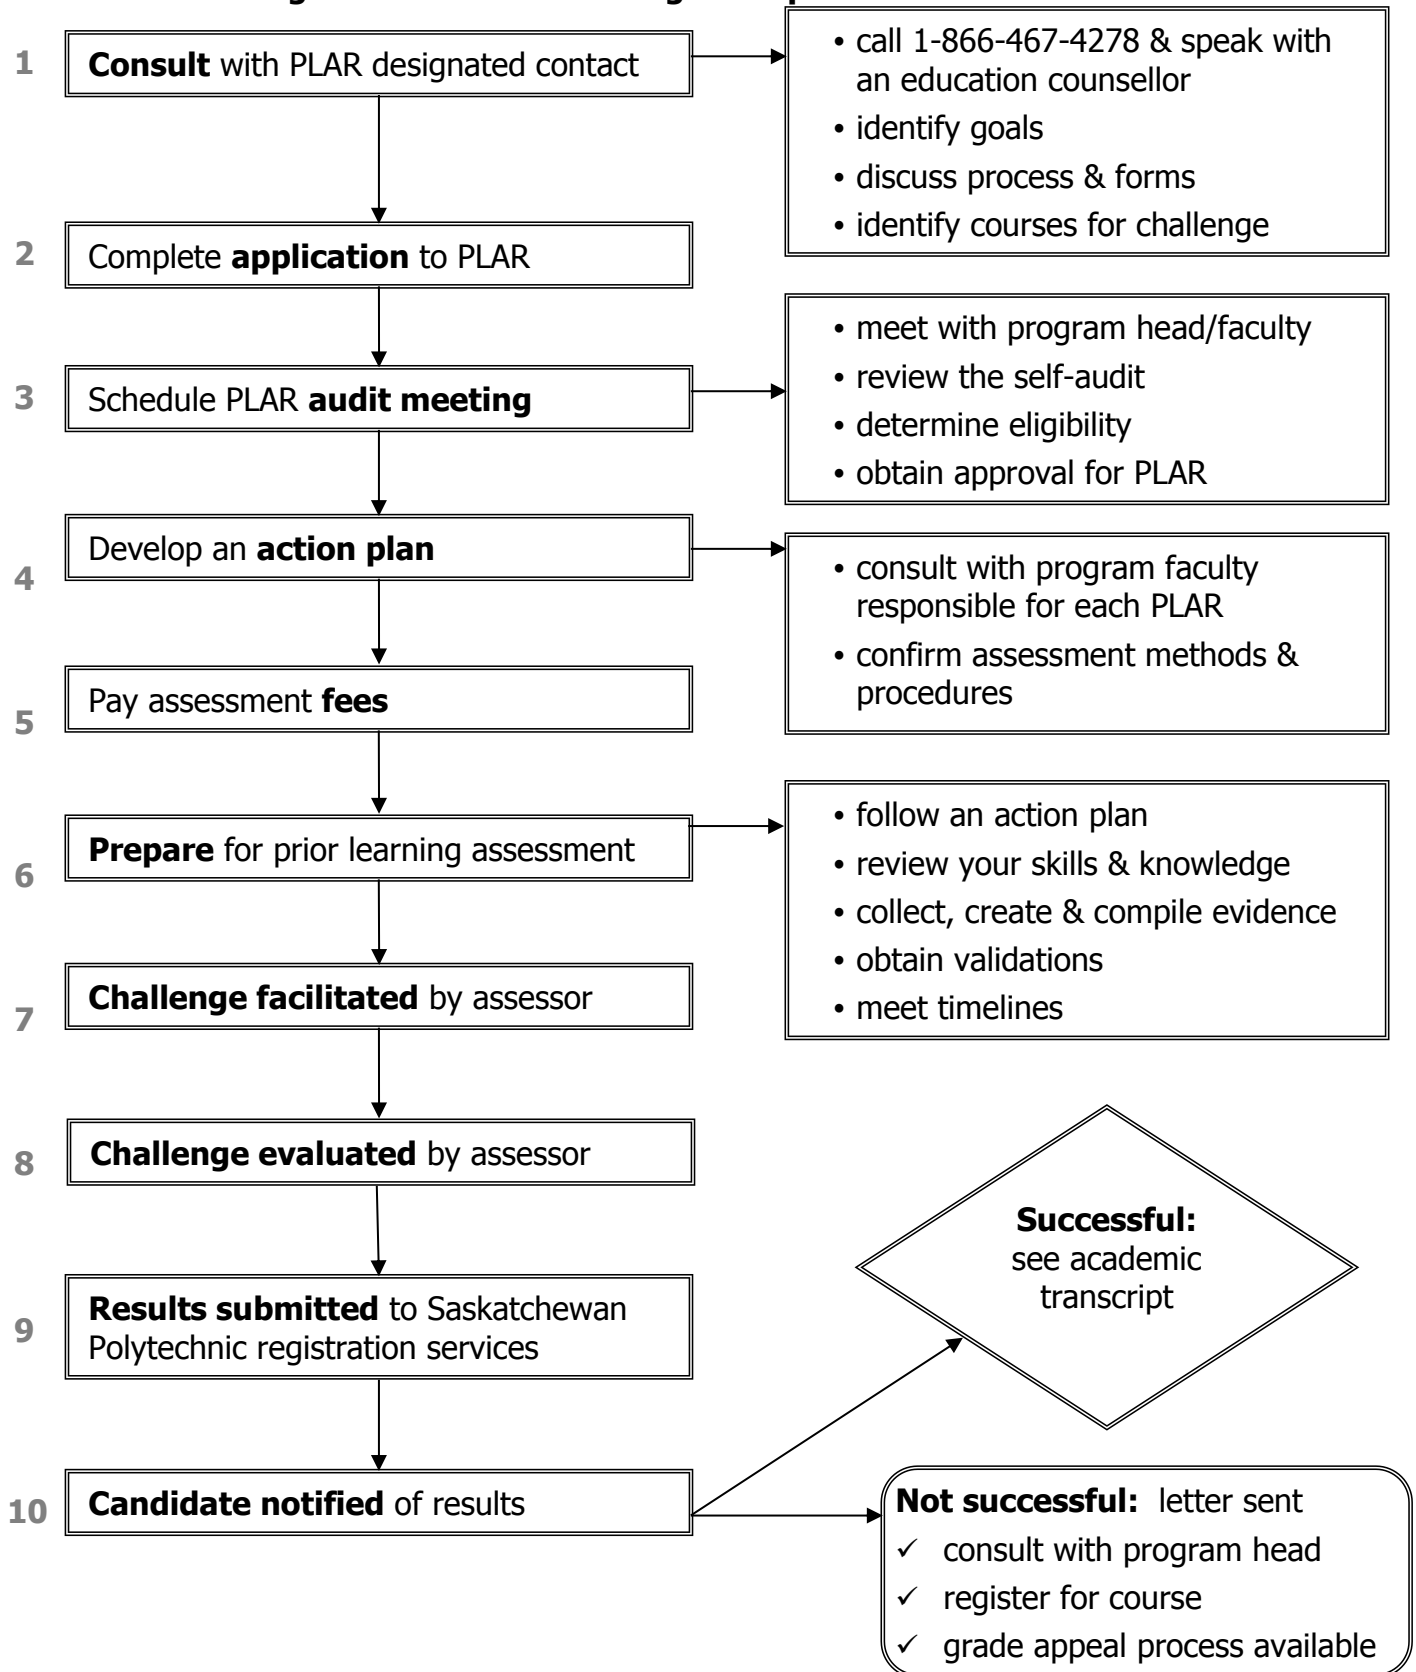 1
Consult with PLAR designated contact
• call 1-866-467-4278 & speak with
an education counsellor
• identify goals
• discuss process & forms
• identify courses for challenge
2
Complete application to PLAR
3
Schedule PLAR audit meeting
• meet with program head/faculty
• review the self-audit
• determine eligibility
• obtain approval for PLAR
4
Develop an action plan
• consult with program faculty
responsible for each PLAR
• confirm assessment methods &
procedures
5
Pay assessment fees
6
Prepare for prior learning assessment
• follow an action plan
• review your skills & knowledge
• collect, create & compile evidence
• obtain validations
• meet timelines
7
Challenge facilitated by assessor
8
Challenge evaluated by assessor
9
Results submitted to Saskatchewan
Polytechnic registration services
10
Candidate notified of results
Successful:
see academic
transcript
Not successful: letter sent
✓ consult with program head
✓ register for course
✓ grade appeal process available